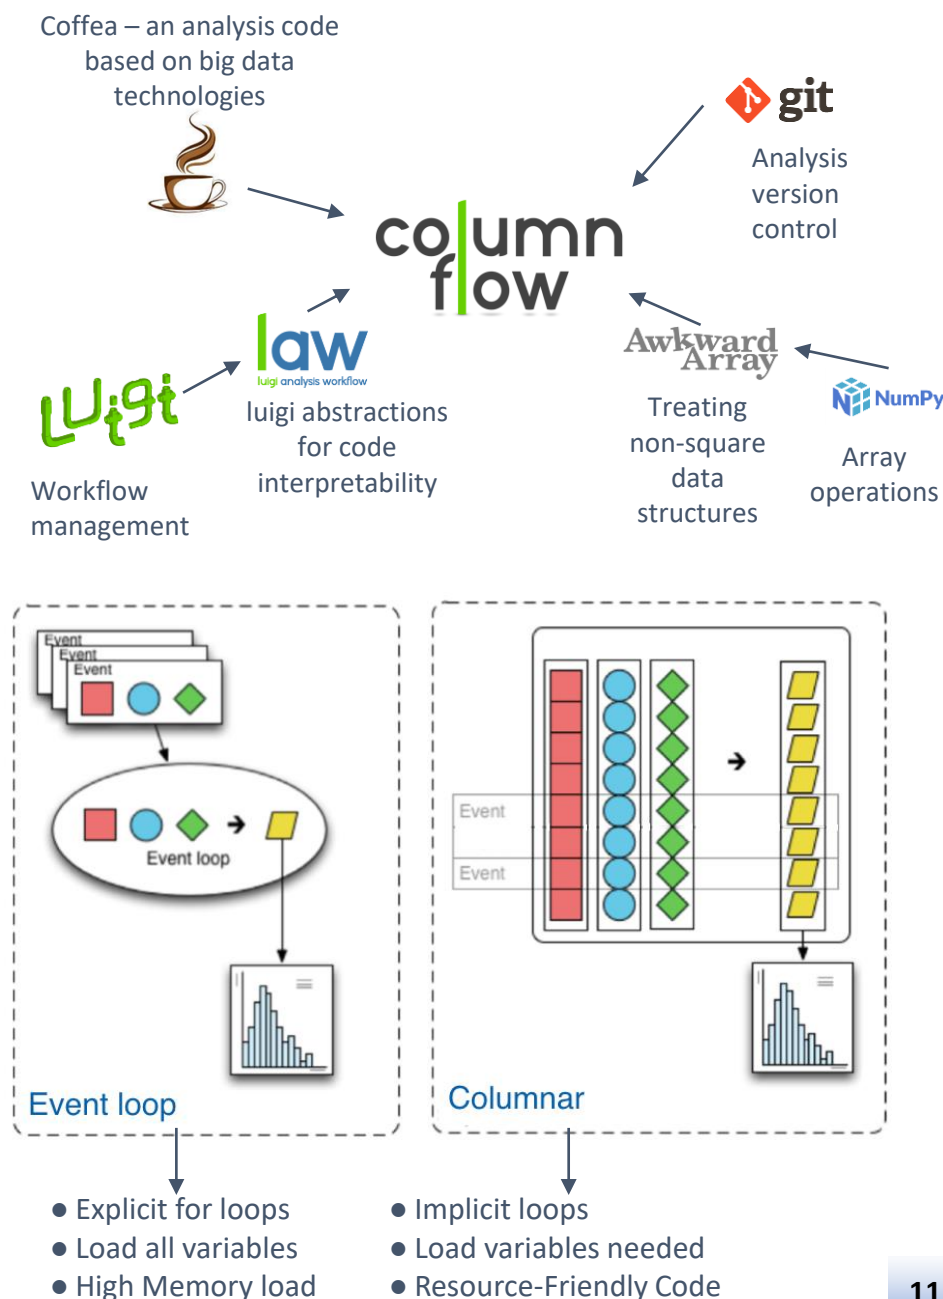 Coffea – an analysis code
based on big data
technologies
git
Analysis
version
control
column
flow
law
luigi analysis workflow
luigi abstractions
for code
interpretability
Luigi
Workflow
management
Awkward
Array
Treating
non-square
data
structures
NumPy
Array
operations
Event
Event
Event
Event loop
Event loop
Event
Event
Columnar
● Explicit for loops
● Load all variables
● High Memory load
● Implicit loops
● Load variables needed
● Resource-Friendly Code
11